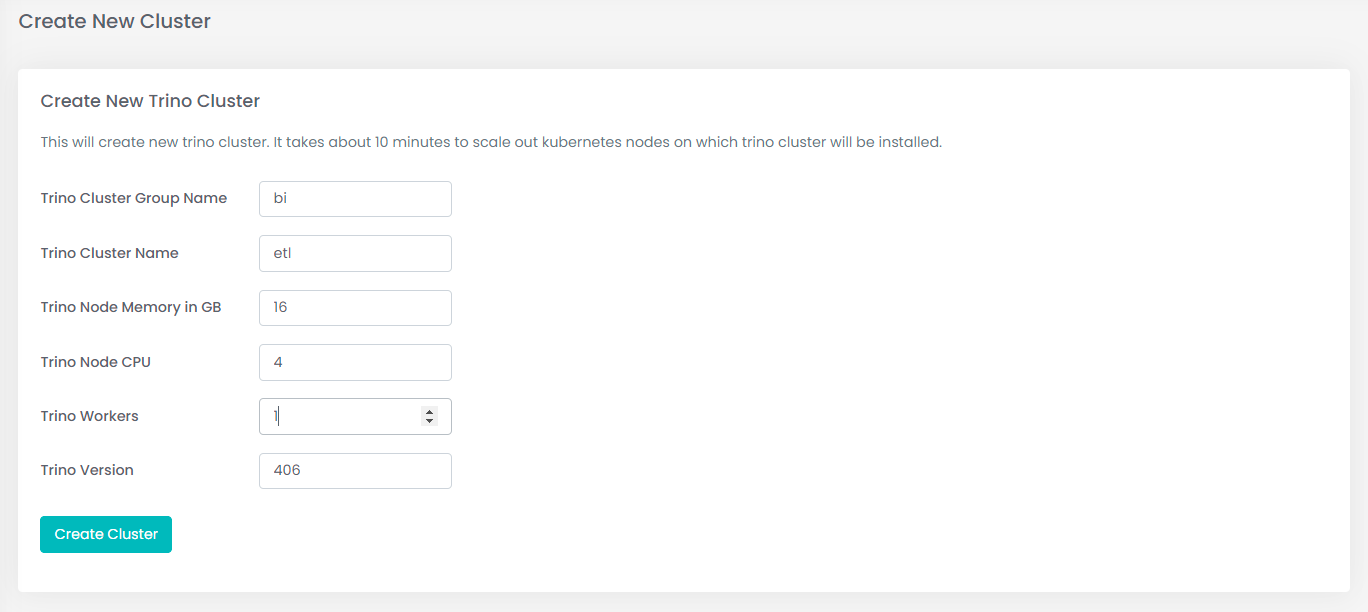 Create New Cluster
Create New Trino Cluster
This will create new trino cluster. It takes about 10 minutes to scale out kubernetes nodes on which trino cluster will be installed.
Trino Cluster Group Name bi
Trino Cluster Name etl
Trino Node Memory in GB 16
Trino Node CPU 4
Trino Workers 1
Trino Version 406
Create Cluster